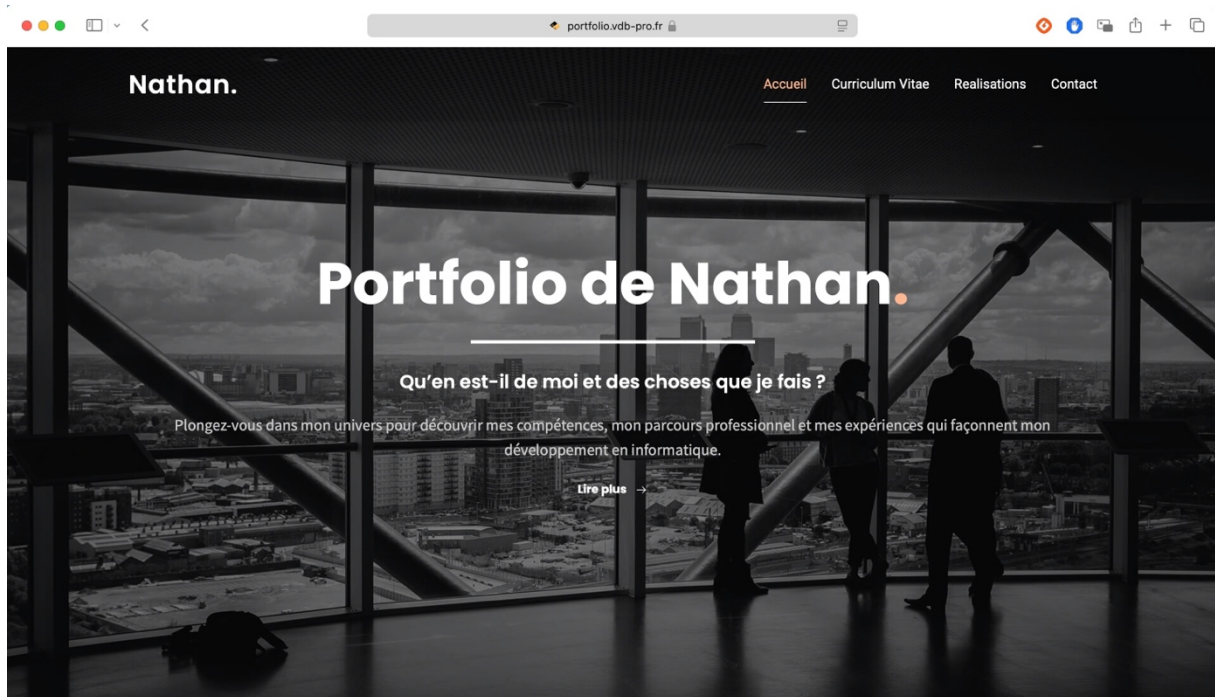 portfolio.vdb-pro.fr
Nathan.
Accueil Curriculum Vitae Realisations Contact
Portfolio de Nathan.
Qu’en est-il de moi et des choses que je fais ?
Plongez-vous dans mon univers pour découvrir mes compétences, mon parcours professionnel et mes expériences qui façonnent mon
développement en informatique.
Lire plus →